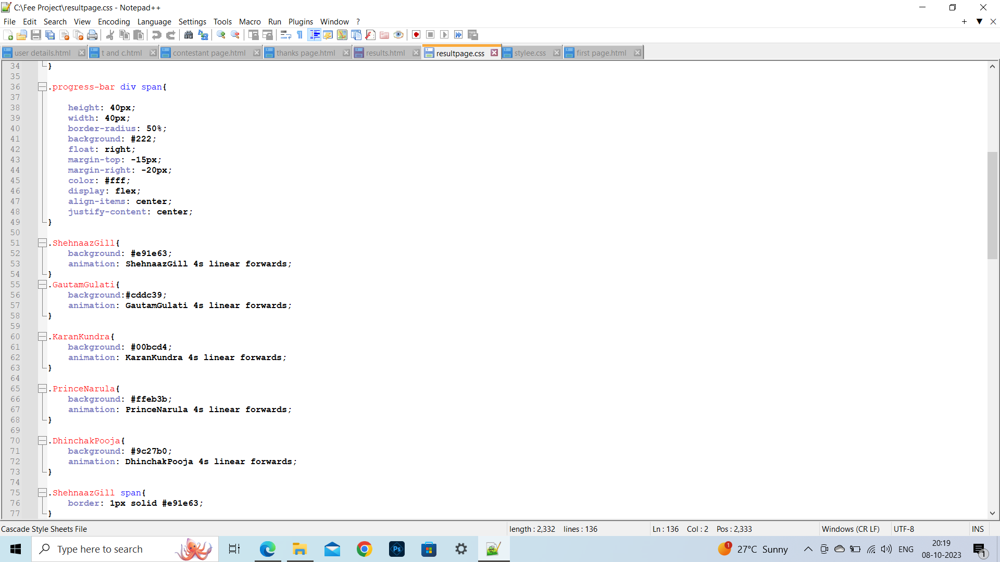 C:\Fee Project\resultpage.css - Notepad++
File Edit Search View Encoding Language Settings Tools Macro Run Plugins Window ?
user details.html t and c.html contestant page.html thanks page.html results.html resultpage.css stylee.css first page.html
34 }
35
36 .progress-bar div span{
37
38 height: 40px;
39 width: 40px;
40 border-radius: 50%;
41 background: #222;
42 float: right;
43 margin-top: -15px;
44 margin-right: -20px;
45 color: #fff;
46 display: flex;
47 align-items: center;
48 justify-content: center;
49 }
50
51 .ShehnaazGill{
52 background: #e91e63;
53 animation: ShehnaazGill 4s linear forwards;
54 }
55 .GautamGulati{
56 background:#cddc39;
57 animation: GautamGulati 4s linear forwards;
58 }
59
60 .KaranKundra{
61 background: #00bcd4;
62 animation: KaranKundra 4s linear forwards;
63 }
64
65 .PrinceNarula{
66 background: #ffeb3b;
67 animation: PrinceNarula 4s linear forwards;
68 }
69
70 .DhinchakPooja{
71 background: #9c27b0;
72 animation: DhinchakPooja 4s linear forwards;
73 }
74
75 .ShehnaazGill span{
76 border: 1px solid #e91e63;
77 }
Cascade Style Sheets File length : 2,332 lines : 136 Ln : 136 Col : 2 Pos : 2,333 Windows (CR LF) UTF-8 INS
Type here to search Ps 1 27°C Sunny ENG 20:19
08-10-2023 1